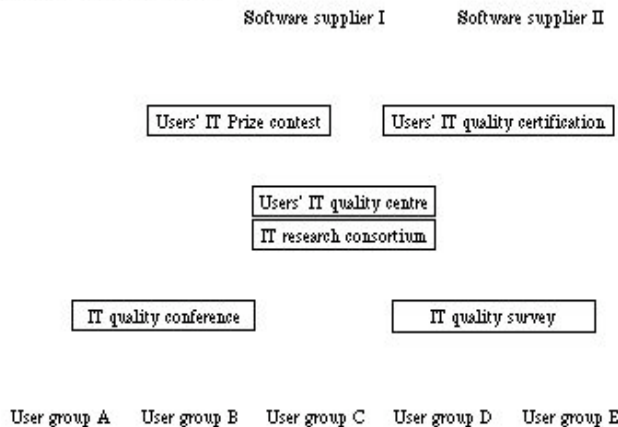 Software supplier I Software supplier II
Users' IT Prize contest Users' IT quality certification
Users' IT quality centre
IT research consortium
IT quality conference IT quality survey
User group A User group B User group C User group D User group E